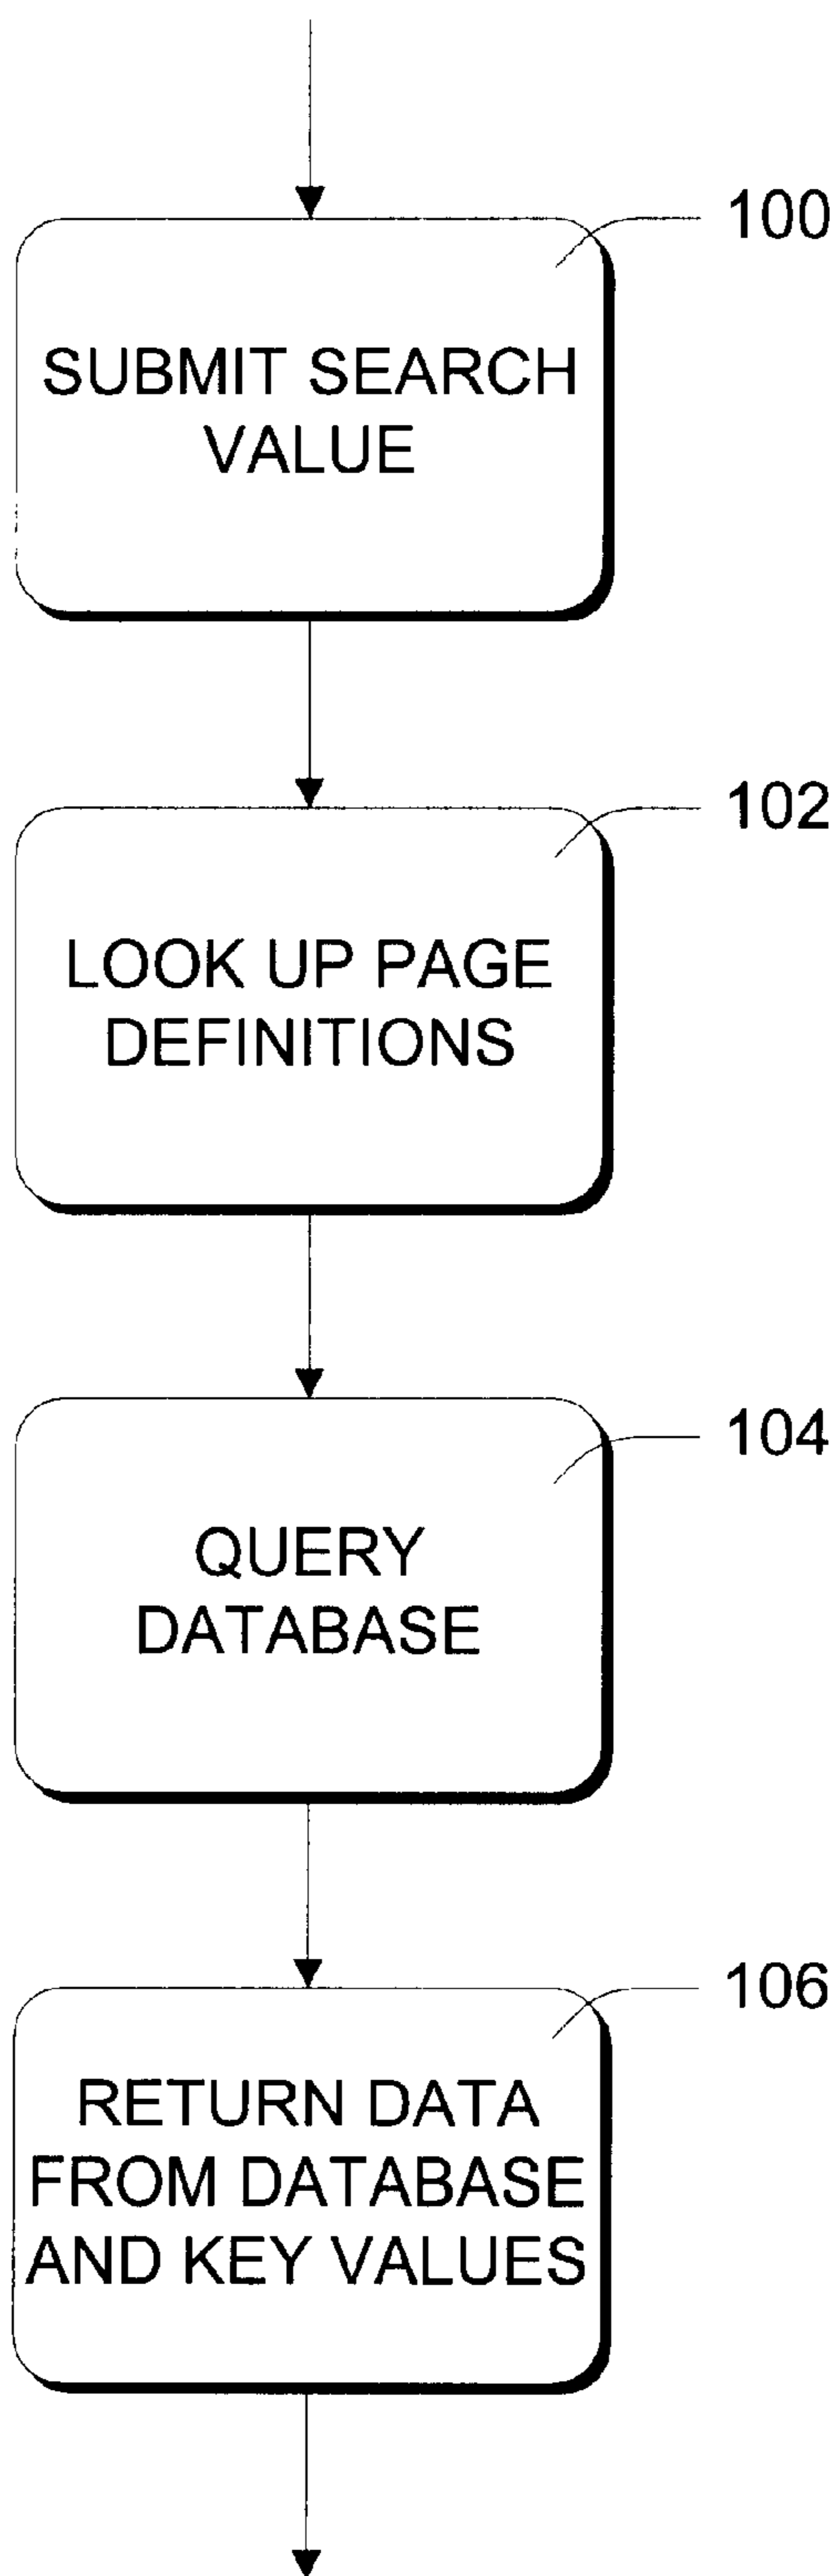 100
SUBMIT SEARCH
VALUE
102
LOOK UP PAGE
DEFINITIONS
104
QUERY
DATABASE
106
RETURN DATA
FROM DATABASE
AND KEY VALUES